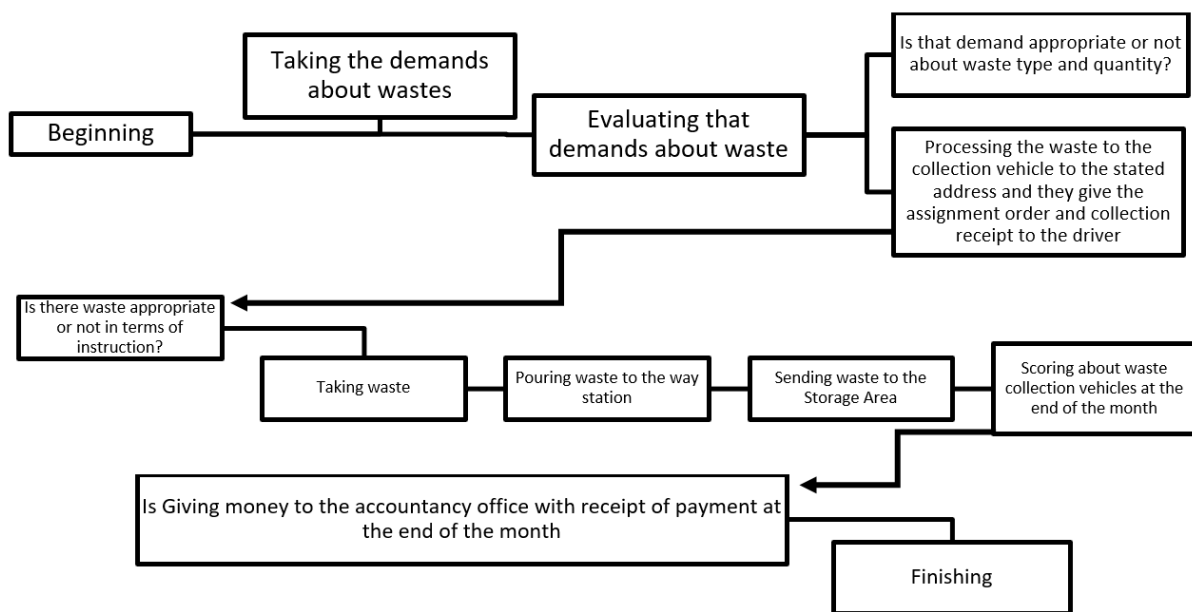 Beginning
Taking the demands
about wastes
Evaluating that
demands about waste
Is that demand appropriate or not
about waste type and quantity?
Processing the waste to the
collection vehicle to the stated
address and they give the
assignment order and collection
receipt to the driver
Is there waste appropriate
or not in terms of
instruction?
Taking waste
Pouring waste to the way
station
Sending waste to the
Storage Area
Scoring about waste
collection vehicles at the
end of the month
Is Giving money to the accountancy office with receipt of payment at
the end of the month
Finishing